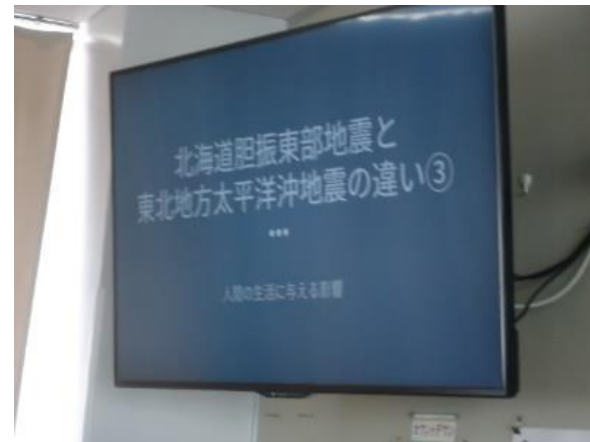 北海道胆振東部地震と
東北地方太平洋沖地震の違い③
人間の生活に与える影響